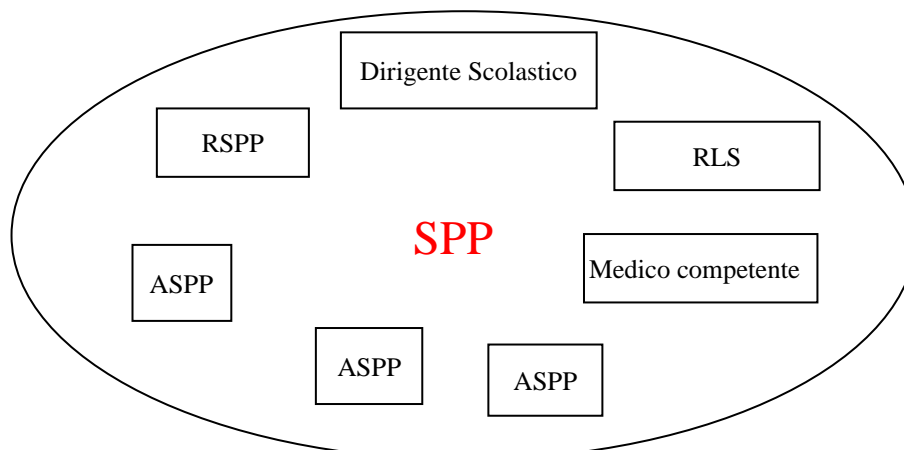 Dirigente Scolastico
RSPP
RLS
SPP
Medico competente
ASPP
ASPP
ASPP